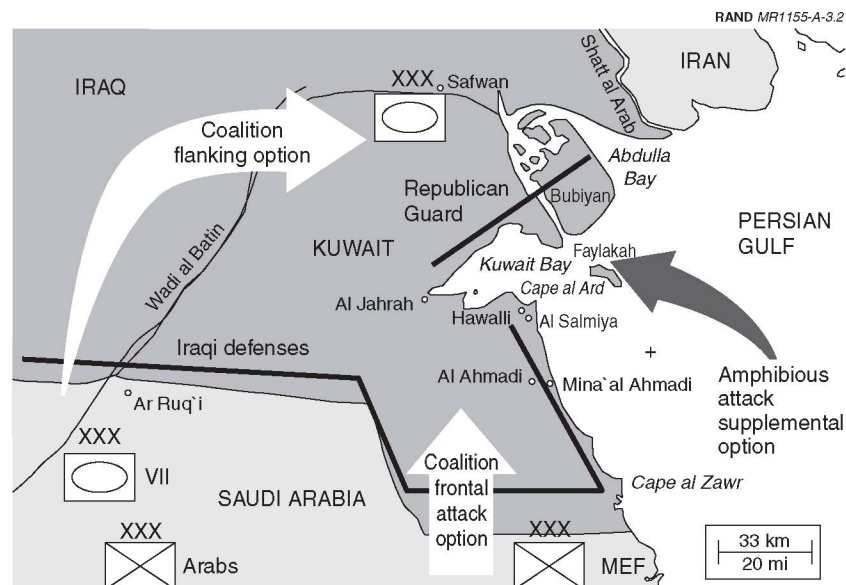 RAND MR1155-A-3.2
IRAQ
XXX
Safwan
Shatt al Arab
IRAN
Coalition
flanking option
Abdulla
Bay
Republican
Guard
Bubiyan
PERSIAN
GULF
Wadi al Batin
KUWAIT
Faylakah
Kuwait Bay
Cape al Ard
Al Jahrah
Hawalli
Al Salmiya
Iraqi defenses
+
Al Ahmadi
Mina`al Ahmadi
Amphibious
attack
supplemental
option
Ar Ruq`i
XXX
VII
Coalition
frontal
attack
option
Cape al Zawr
SAUDI ARABIA
XXX
Arabs
XXX
MEF
33 km
20 mi